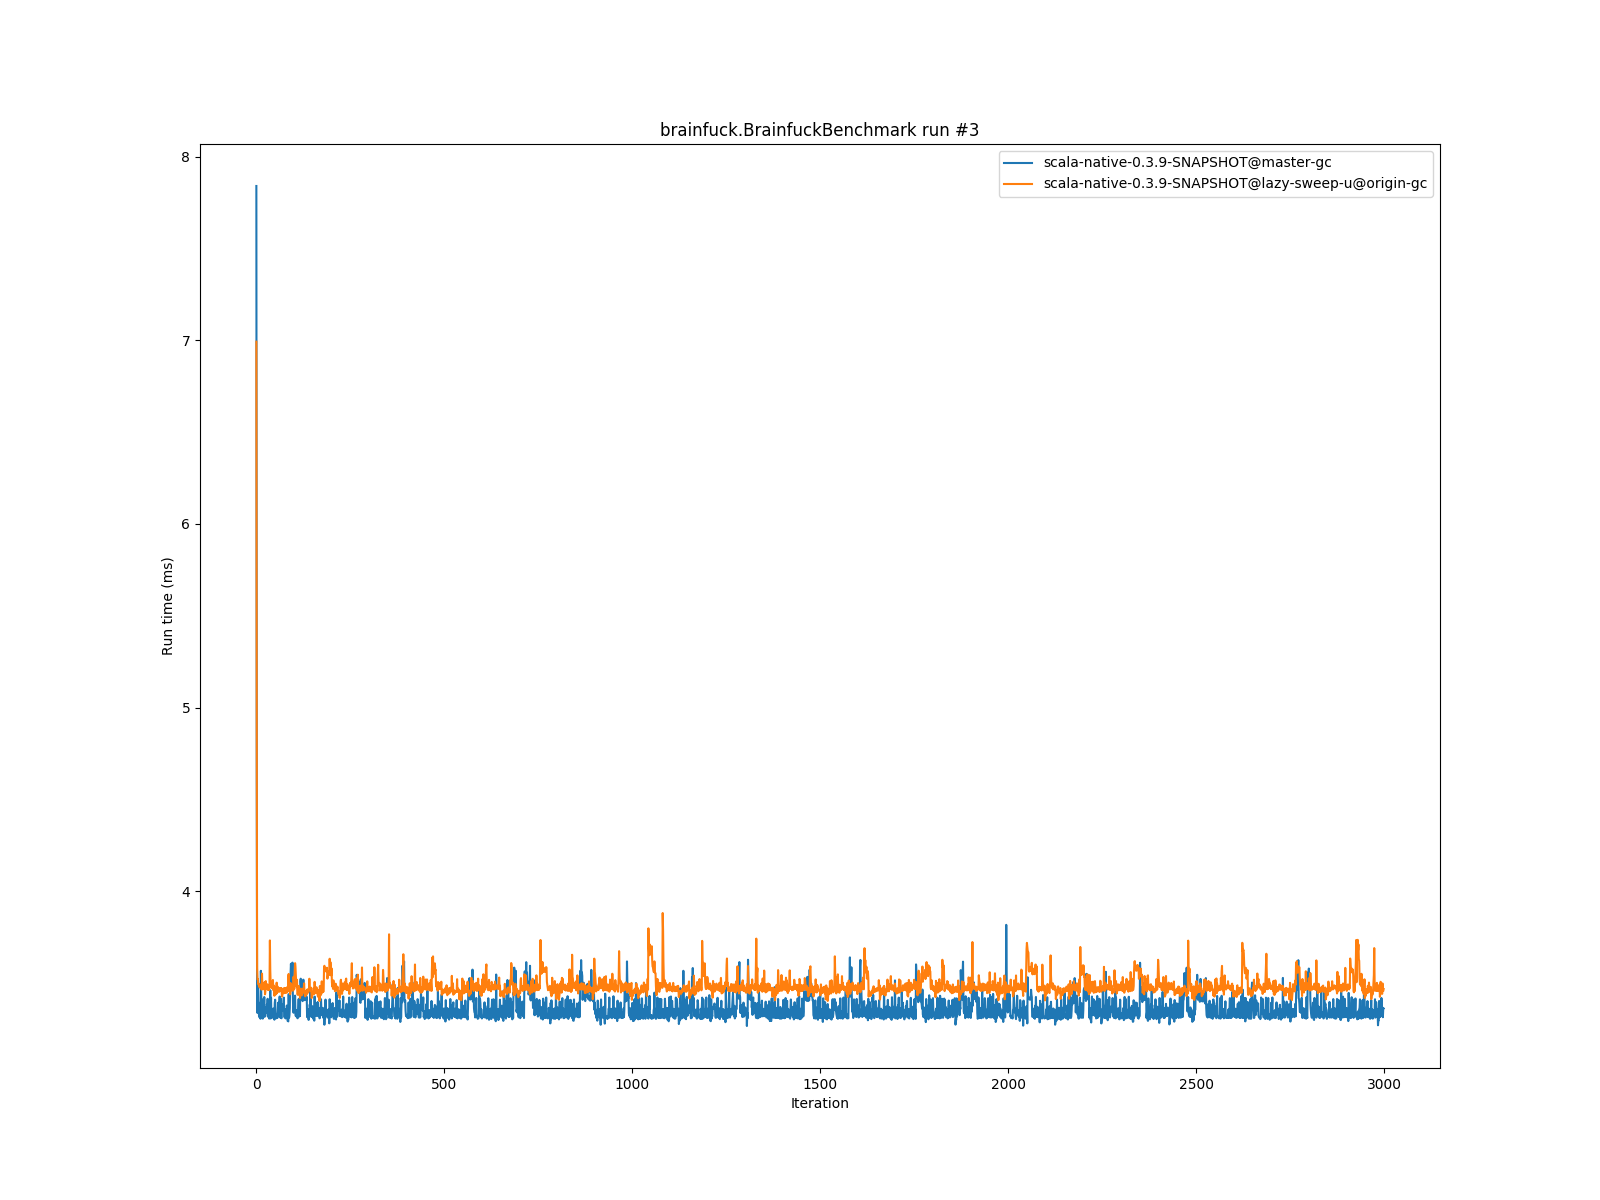 brainfuck.BrainfuckBenchmark run #3
scala-native-0.3.9-SNAPSHOT@master-gc
scala-native-0.3.9-SNAPSHOT@lazy-sweep-u@origin-gc
8
7
6
5
4
Run time (ms)
0 500 1000 1500 2000 2500 3000
Iteration